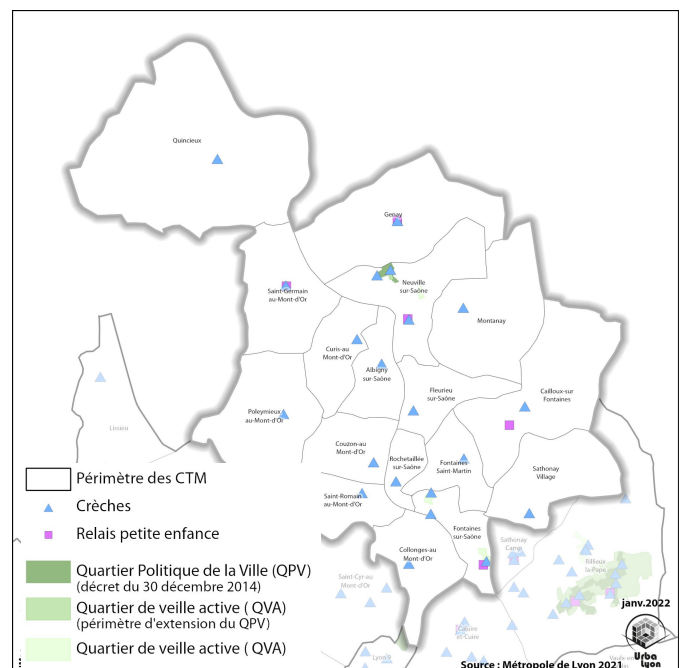 Quincieux
Genay
Neuville
sur-Saône
Saint-Germain
au-Mont-d'Or
Montanay
Curis-au
Mont-d'Or
Albigny
sur-Saône
Fleurieu
sur-Saône
Cailloux-sur
Fontaines
Lissieu
Poleymieux
au-Mont-d'Or
Couzon-au
Mont-d'Or
Rochetaillée
sur-Saône
Fontaines
Saint-Martin
Sathonay
Village
Saint-Romain
au-Mont-d'Or
Fontaines
sur-Saône
Sathonay
Camp
Collonges-au
Mont-d'Or
Rillieux
la-Pape
Saint-Cyr-au
Mont-d'Or
Caluire
et-Cuire
Périmètre des CTM
Crèches
Relais petite enfance
Quartier Politique de la Ville (QPV)
(décret du 30 décembre 2014)
Quartier de veille active ( QVA)
(périmètre d'extension du QPV)
Quartier de veille active ( QVA)
janv.2022
Urba
Lyon
Source : Métropole de Lyon 2021